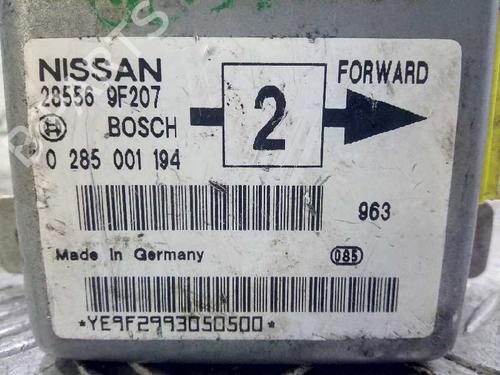 NISSAN
28556 9F207
BOSCH
0 285 001 194
2
FORWARD
963
Made in Germany
085
*YE9F2993050500*